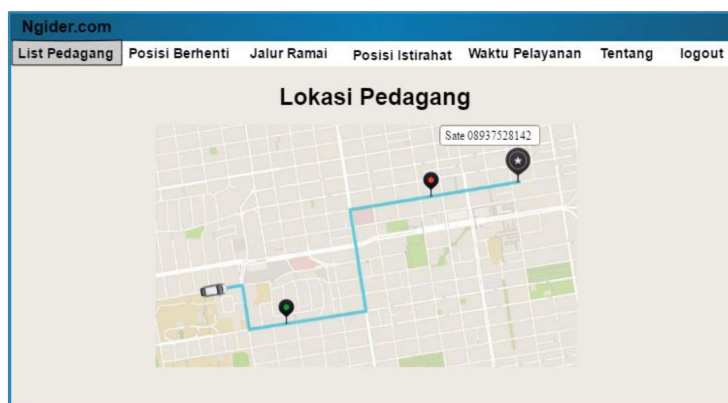 Ngider.com
List Pedagang Posisi Berhenti Jalur Ramai Posisi Istirahat Waktu Pelayanan Tentang logout
Lokasi Pedagang
Sate 08937528142